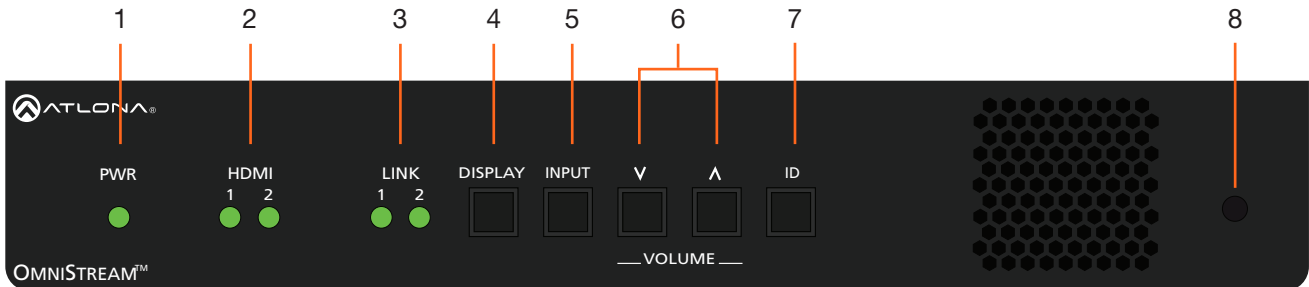 1 2 3 4 5 6 7 8
ATLONA®
PWR HDMI LINK DISPLAY INPUT ∨ ∧ ID
1 2 1 2
VOLUME
OMNISTREAM™